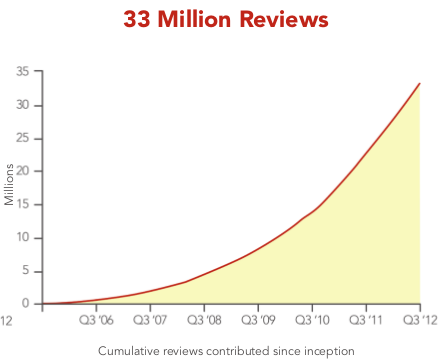 33 Million Reviews
35
30
25
20
15
10
5
0
Millions
12
Q3 '06 Q3 '07 Q3 '08 Q3 '09 Q3 '10 Q3 '11 Q3 '12
Cumulative reviews contributed since inception